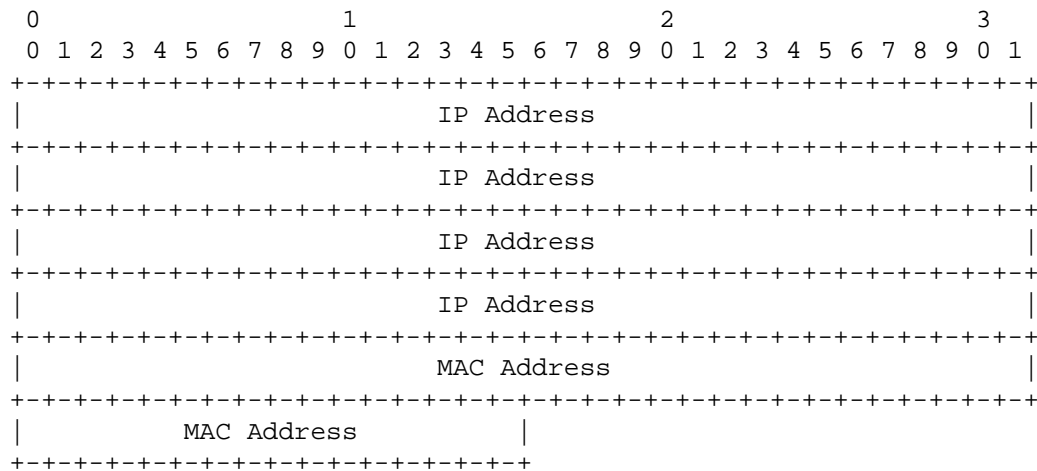 0                   1                   2                   3
 0 1 2 3 4 5 6 7 8 9 0 1 2 3 4 5 6 7 8 9 0 1 2 3 4 5 6 7 8 9 0 1
+-+-+-+-+-+-+-+-+-+-+-+-+-+-+-+-+-+-+-+-+-+-+-+-+-+-+-+-+-+-+-+-+
|                          IP Address                           |
+-+-+-+-+-+-+-+-+-+-+-+-+-+-+-+-+-+-+-+-+-+-+-+-+-+-+-+-+-+-+-+-+
|                          IP Address                           |
+-+-+-+-+-+-+-+-+-+-+-+-+-+-+-+-+-+-+-+-+-+-+-+-+-+-+-+-+-+-+-+-+
|                          IP Address                           |
+-+-+-+-+-+-+-+-+-+-+-+-+-+-+-+-+-+-+-+-+-+-+-+-+-+-+-+-+-+-+-+-+
|                          IP Address                           |
+-+-+-+-+-+-+-+-+-+-+-+-+-+-+-+-+-+-+-+-+-+-+-+-+-+-+-+-+-+-+-+-+
|                          MAC Address                          |
+-+-+-+-+-+-+-+-+-+-+-+-+-+-+-+-+-+-+-+-+-+-+-+-+-+-+-+-+-+-+-+-+
|          MAC Address          |
+-+-+-+-+-+-+-+-+-+-+-+-+-+-+-+-+